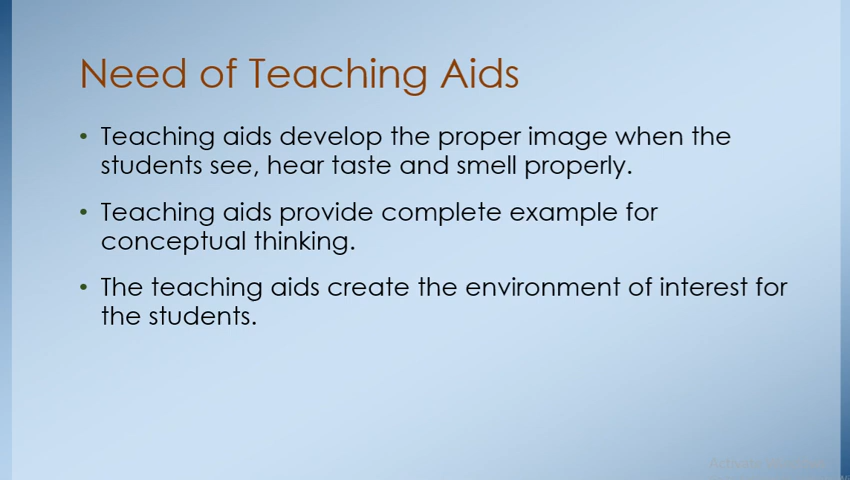 Need of Teaching Aids
• Teaching aids develop the proper image when the
students see, hear taste and smell properly.
• Teaching aids provide complete example for
conceptual thinking.
• The teaching aids create the environment of interest for
the students.